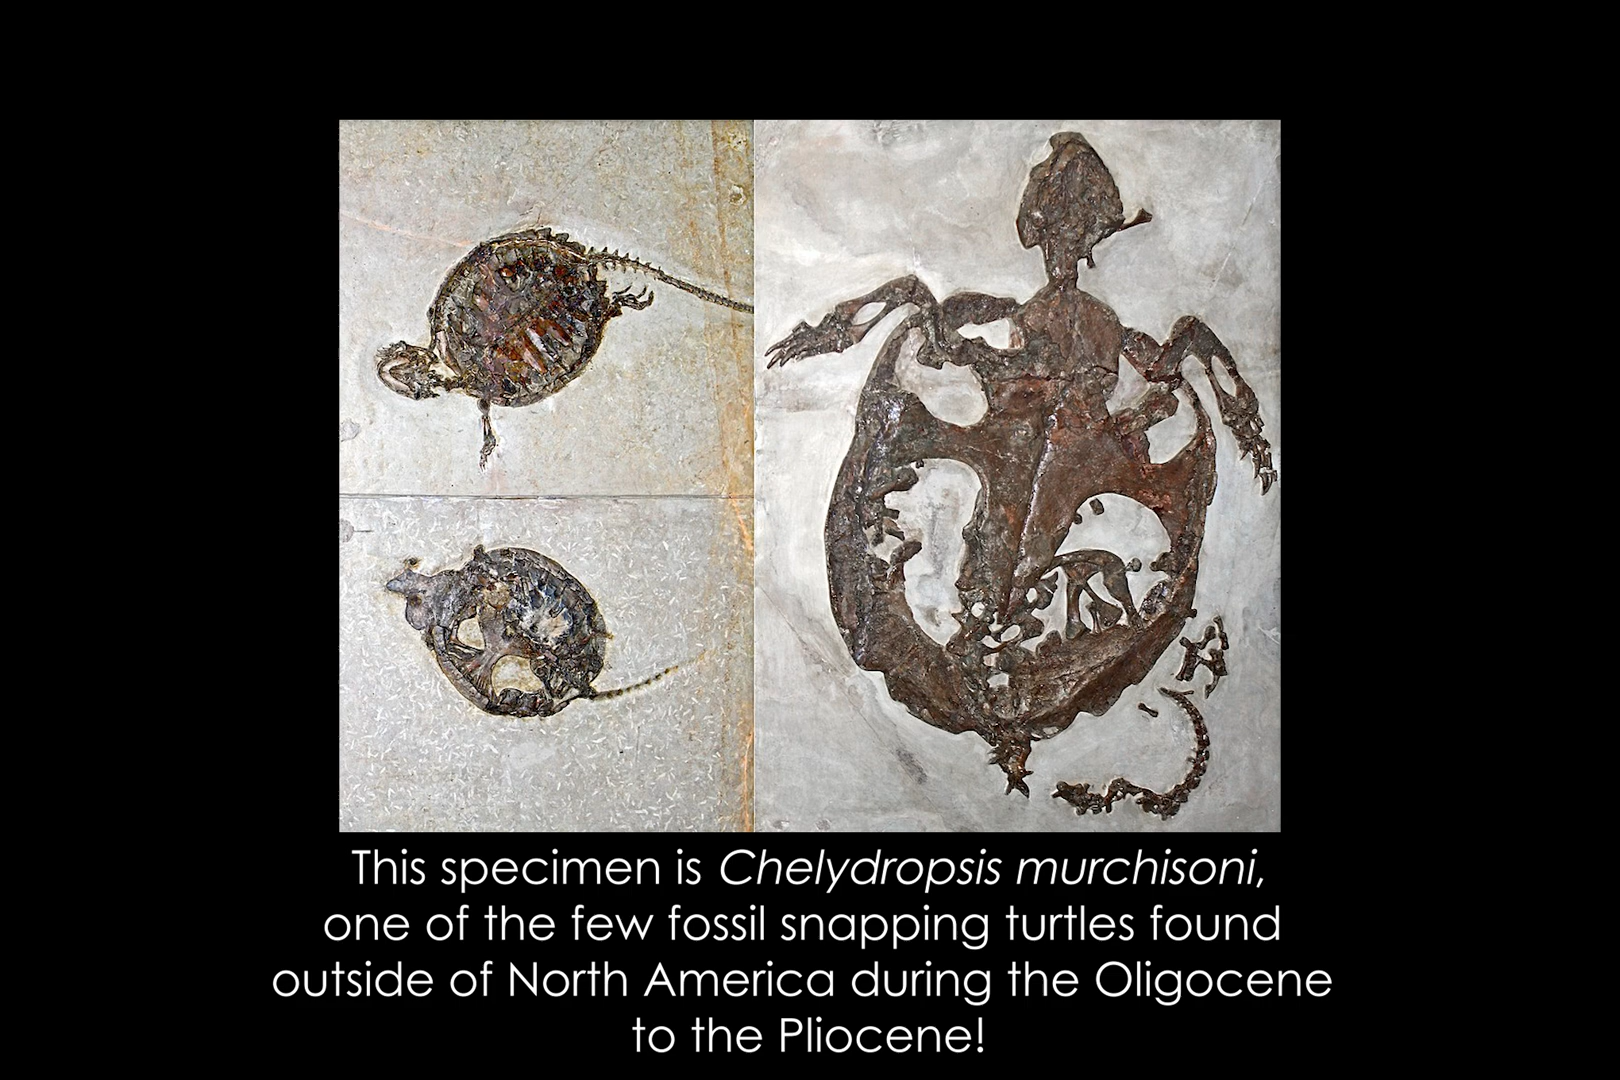 This specimen is Chelydropsis murchisoni,
one of the few fossil snapping turtles found
outside of North America during the Oligocene
to the Pliocene!